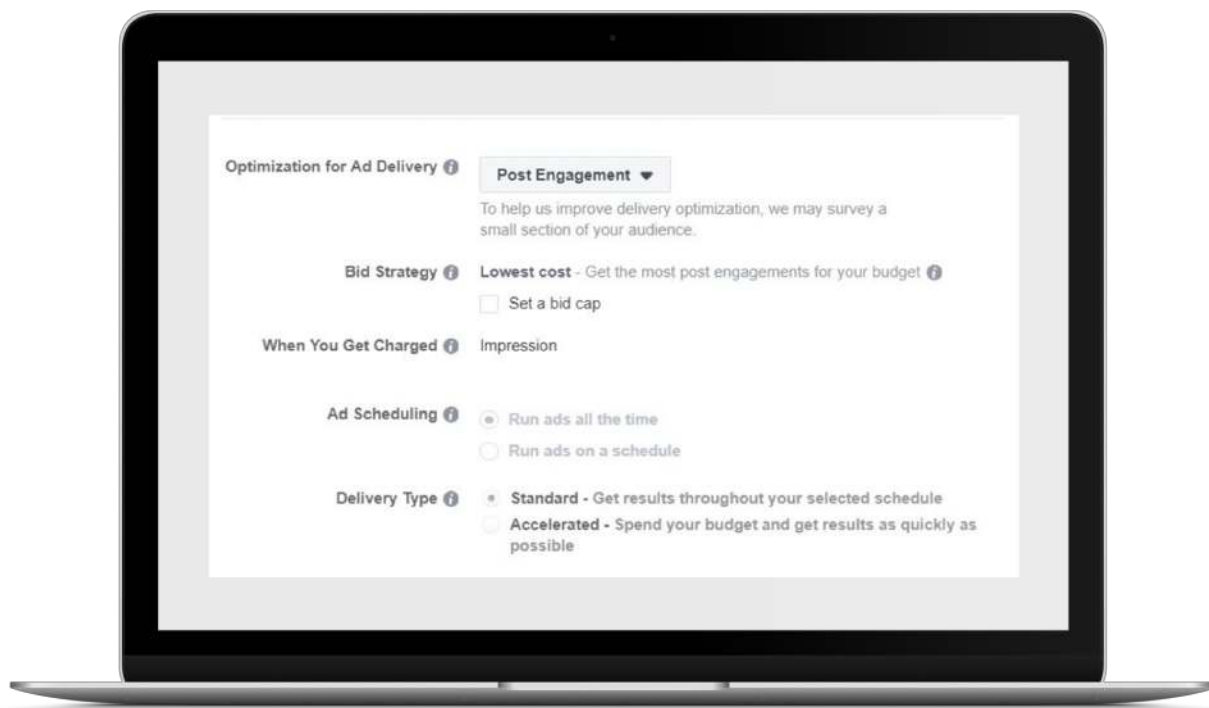 Optimization for Ad Delivery
Post Engagement
To help us improve delivery optimization, we may survey a
small section of your audience.
Bid Strategy
Lowest cost - Get the most post engagements for your budget
Set a bid cap
When You Get Charged
Impression
Ad Scheduling
Run ads all the time
Run ads on a schedule
Delivery Type
Standard - Get results throughout your selected schedule
Accelerated - Spend your budget and get results as quickly as
possible